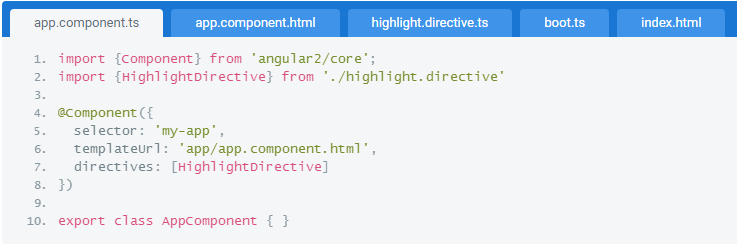 app.component.ts app.component.html highlight.directive.ts boot.ts index.html
1. import {Component} from 'angular2/core';
2. import {HighlightDirective} from './highlight.directive'
3.
4. @Component({
5.   selector: 'my-app',
6.   templateUrl: 'app/app.component.html',
7.   directives: [HighlightDirective]
8. })
9.
10. export class AppComponent { }